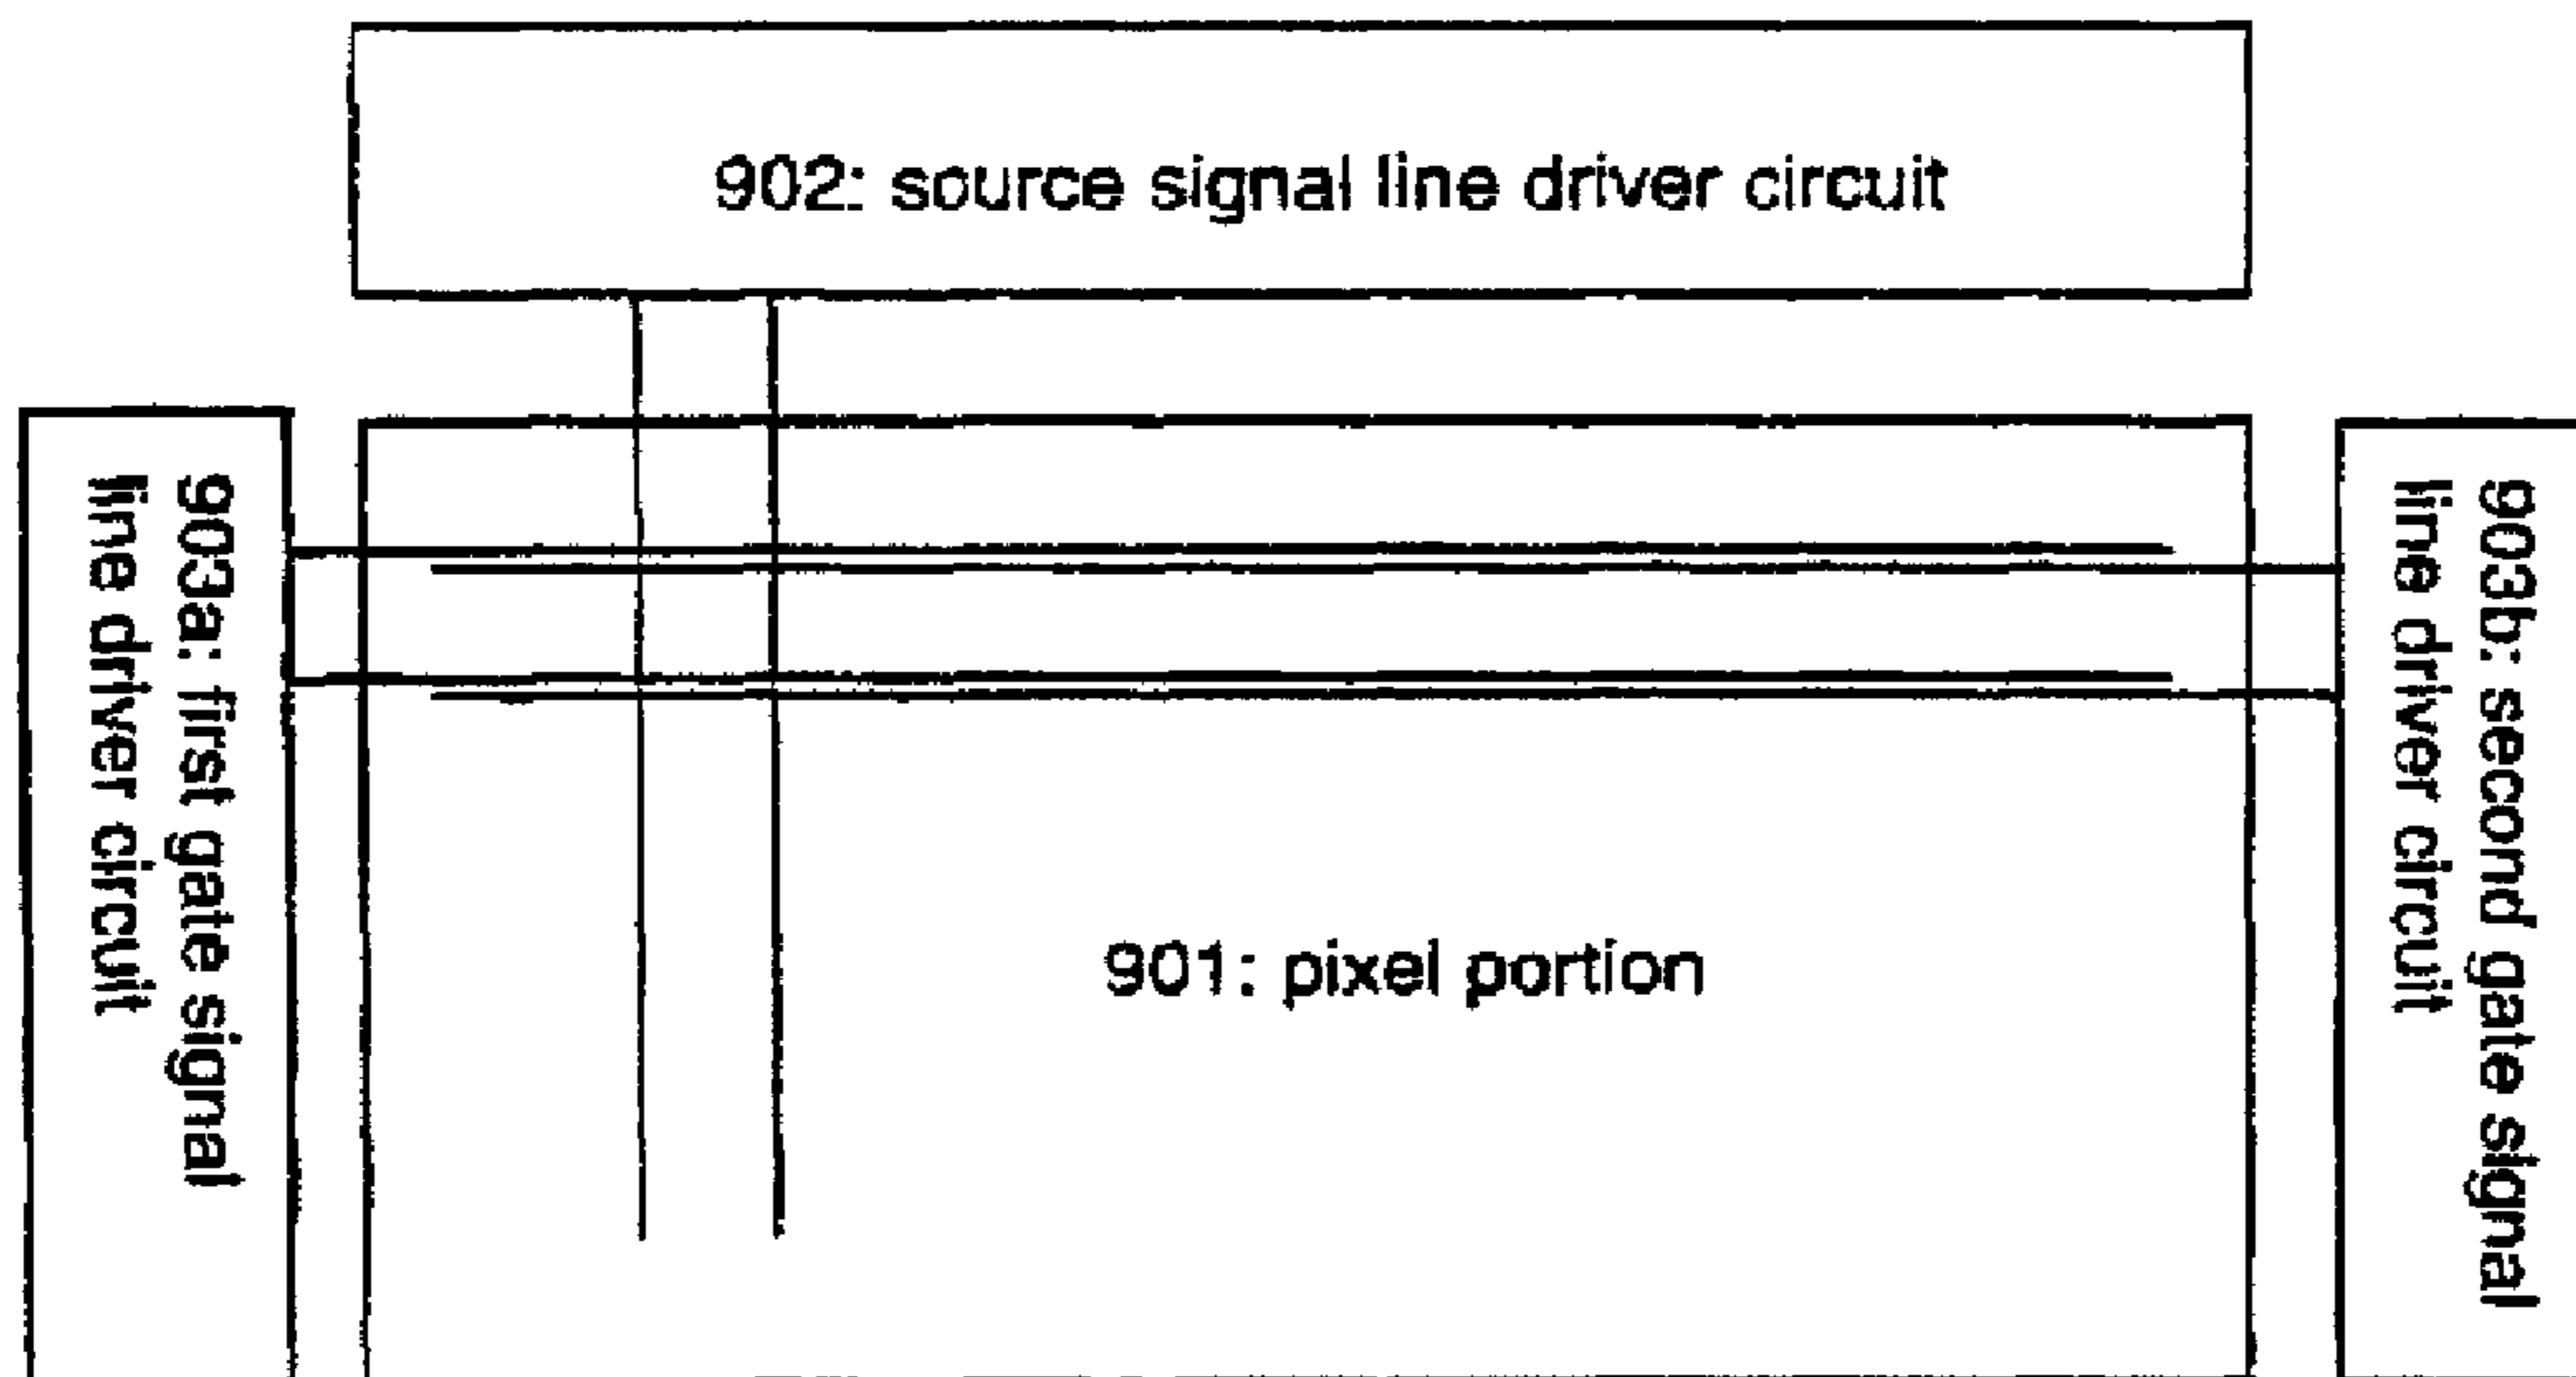 902: source signal line driver circuit
903a: first gate signal
line driver circuit
903b: second gate signal
line driver circuit
901: pixel portion